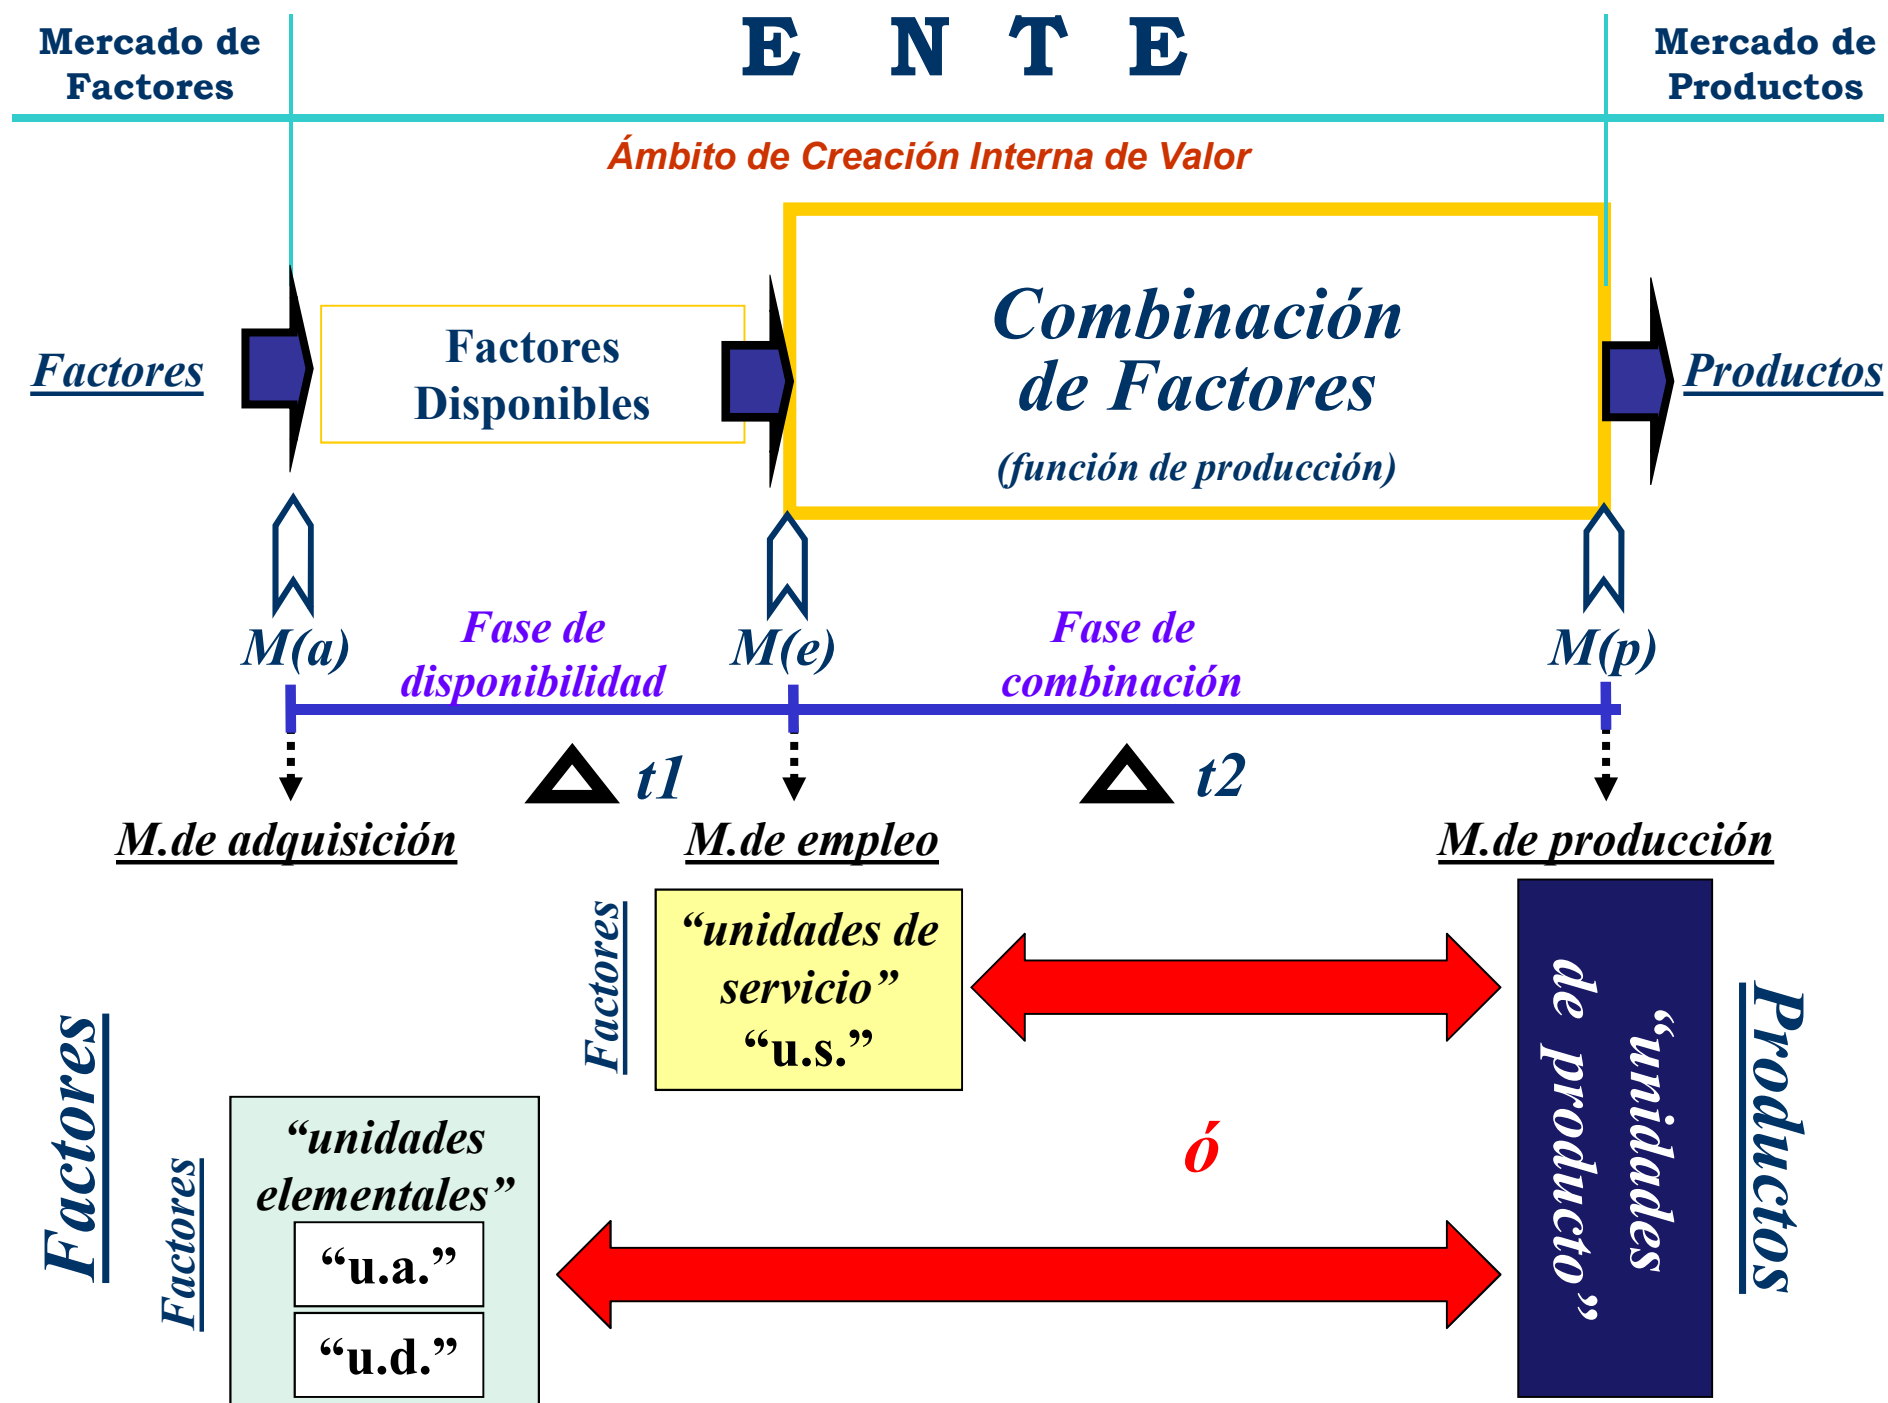 Mercado de
Factores
E N T E
Mercado de
Productos
Ámbito de Creación Interna de Valor
Factores
Factores
Disponibles
Combinación
de Factores
(función de producción)
Productos
M(a)
Fase de
disponibilidad
M(e)
Fase de
combinación
M(p)
t1
t2
M.de adquisición
M.de empleo
M.de producción
Factores
Factores
“unidades elementales”
“u.a.”
“u.d.”
Factores
“unidades de
servicio”
“u.s.”
ó
“unidades
de producto”
Productos